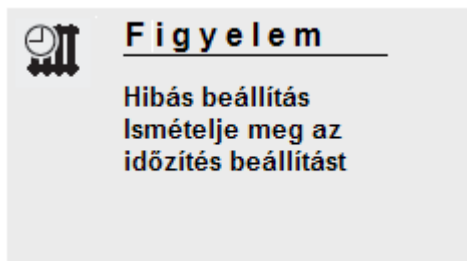 Figyelem
Hibás beállítás
Ismételje meg az
időzítés beállítást